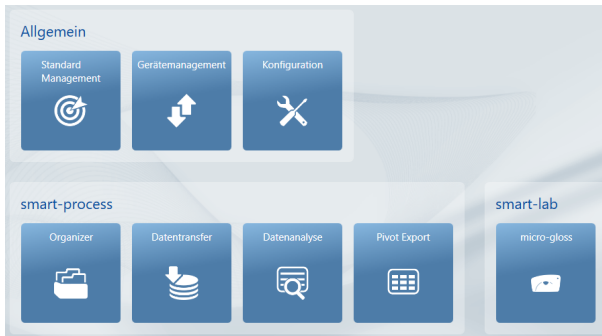 Allgemein
Standard
Management
Gerätemanagement
Konfiguration
smart-process
Organizer
Datentransfer
Datenanalyse
Pivot Export
smart-lab
micro-gloss